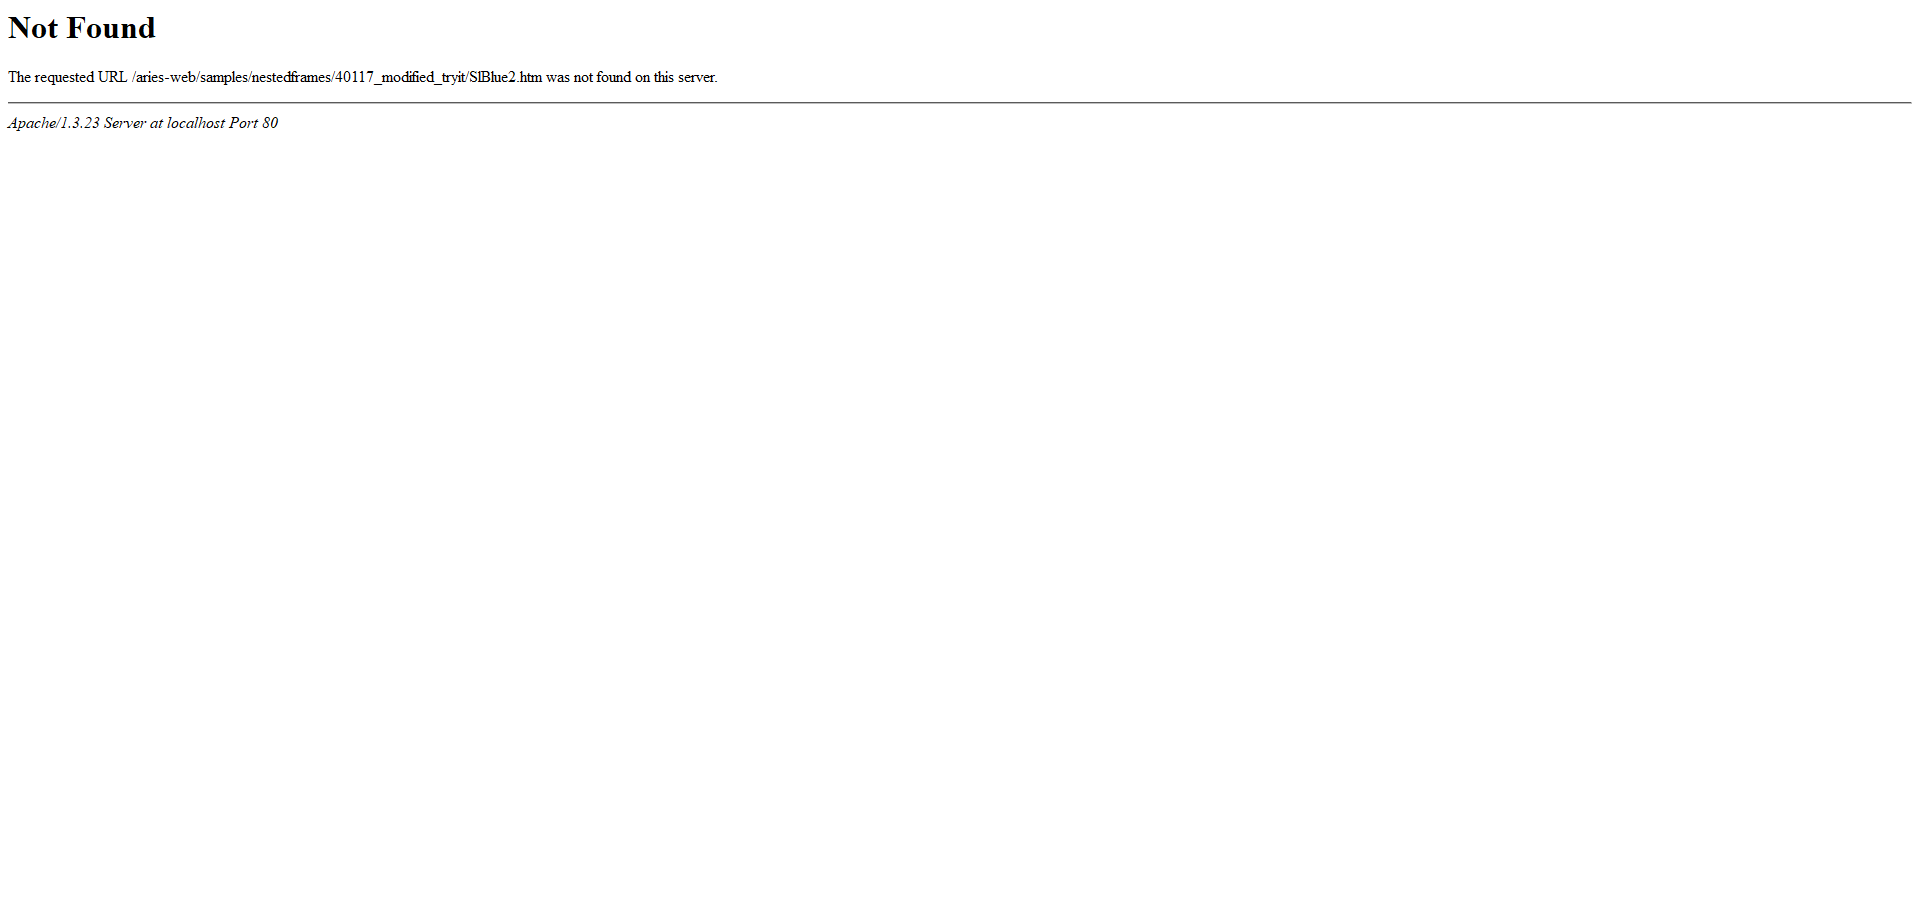 Not Found
The requested URL /aries-web/samples/nestedframes/40117_modified_tryit/SlBlue2.htm was not found on this server.
Apache/1.3.23 Server at localhost Port 80